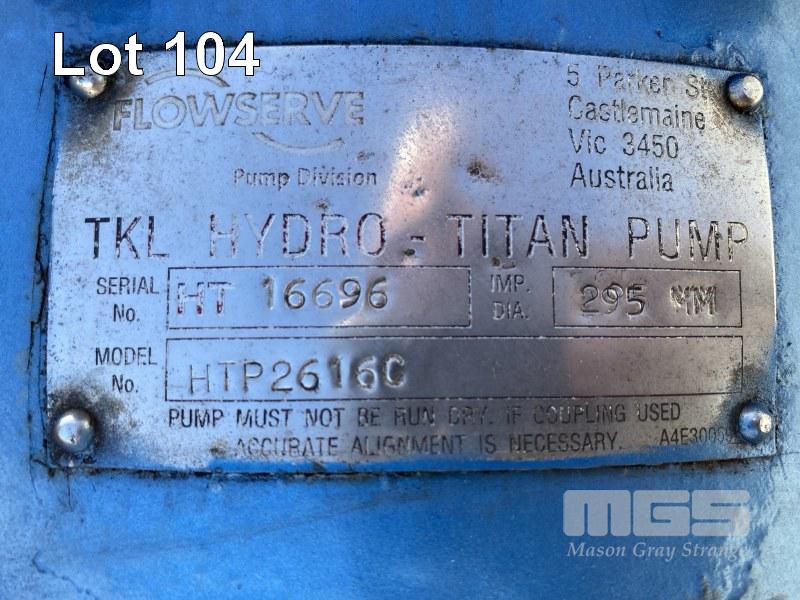 Lot 104
FLOWSERVE
Pump Division
5 Parker St
Castlemaine
Vic 3450
Australia
TKL HYDRO - TITAN PUMP
SERIAL No. HT 16696 IMP. DIA. 295 MM
MODEL No. HTP2616C
PUMP MUST NOT BE RUN DRY. IF COUPLING USED
ACCURATE ALIGNMENT IS NECESSARY.
MGS
Mason Gray Strange